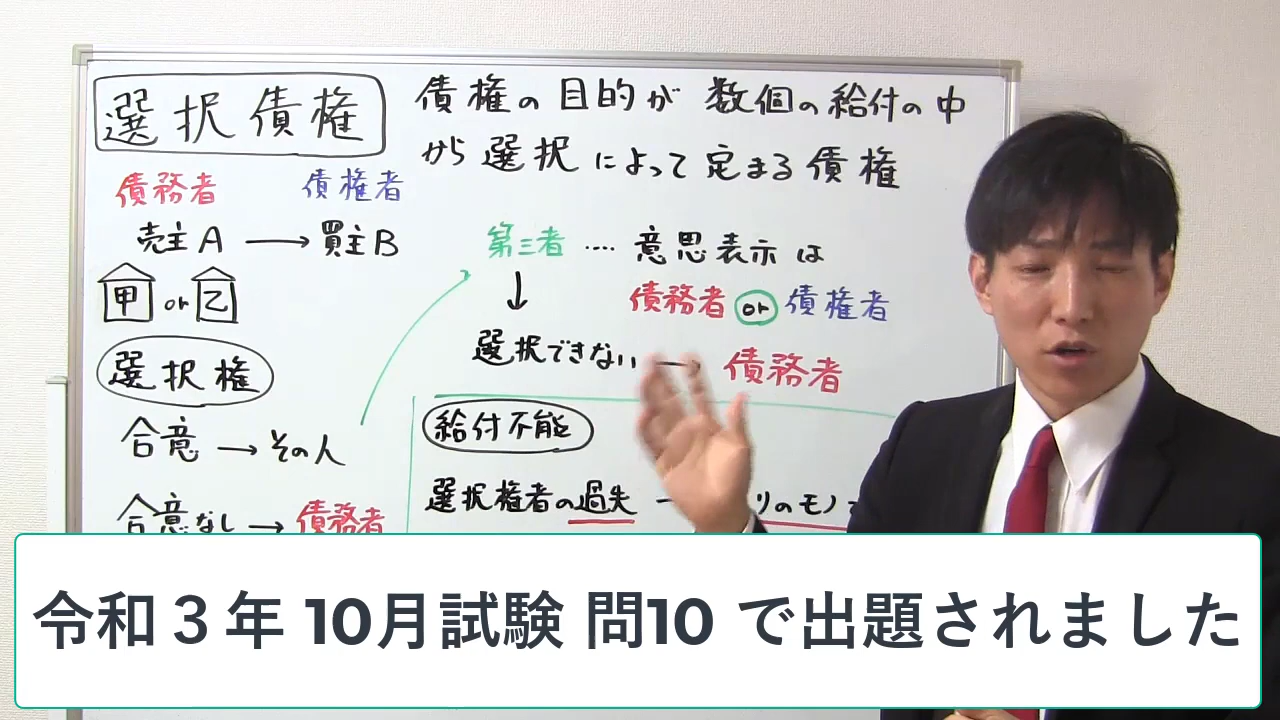 選択債権
債権の目的が 数個の給付の中
から選択によって定まる債権
債務者 債権者
売主A → 買主B
甲 or 乙
選択権
合意 → その人
合意なし → 債務者
第三者 …… 意思表示は
債務者 or 債権者
↓
選択できない → 債務者
給付不能
選択権者の過失 → りのモノ
令和３年 10月試験 問10 で出題されました